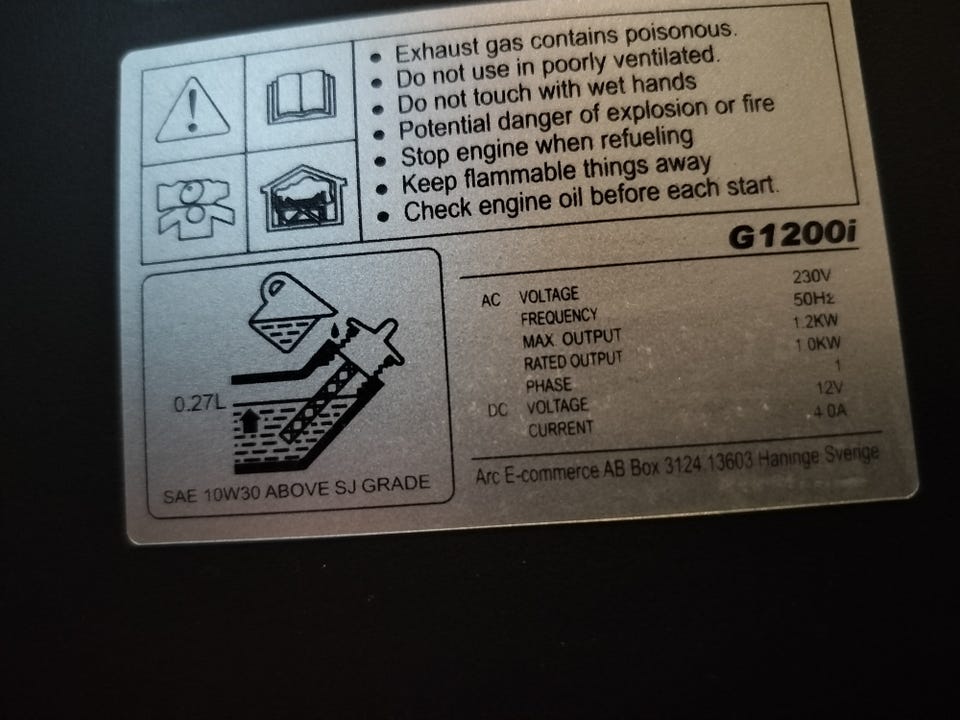 • Exhaust gas contains poisonous.
• Do not use in poorly ventilated.
• Do not touch with wet hands
• Potential danger of explosion or fire
• Stop engine when refueling
• Keep flammable things away
• Check engine oil before each start.
G1200i
AC VOLTAGE 230V
FREQUENCY 50Hz
MAX. OUTPUT 1.2KW
RATED OUTPUT 1.0KW
PHASE 1
DC VOLTAGE 12V
CURRENT 4.0A
0.27L
SAE 10W30 ABOVE SJ GRADE
Arc E-commerce AB Box 3124 13603 Haninge Sverige